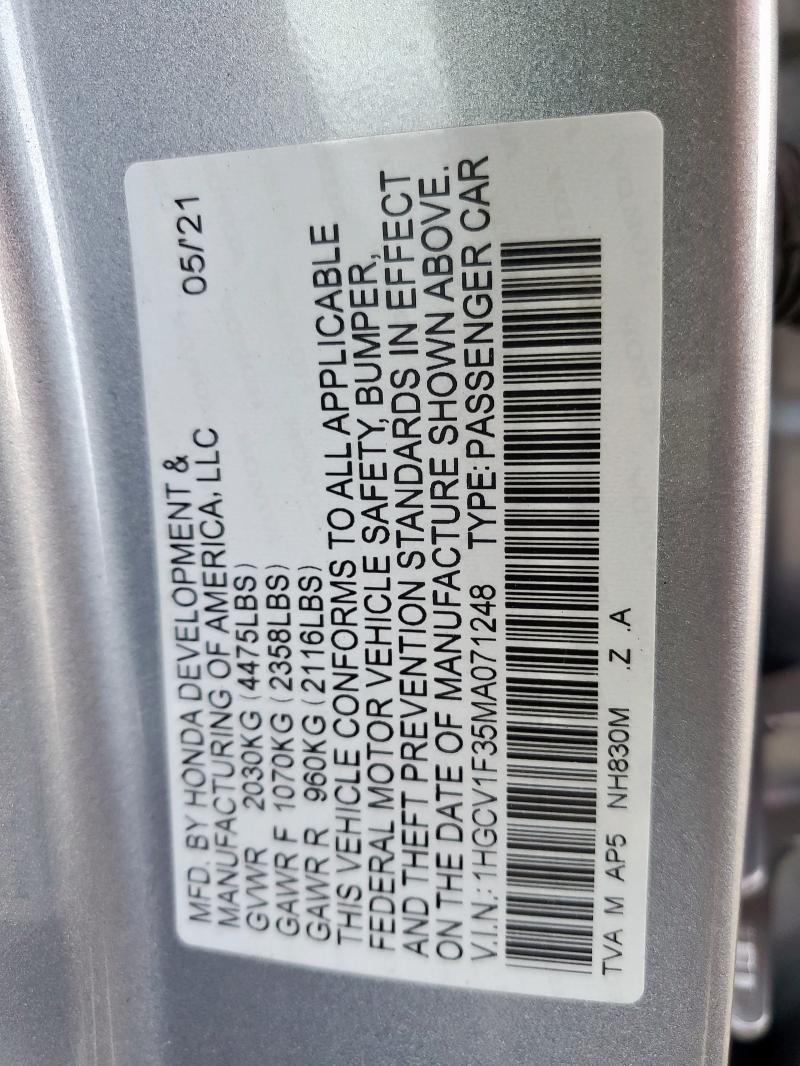 MFD. BY HONDA DEVELOPMENT & 05/'21
MANUFACTURING OF AMERICA, LLC
GVWR 2030KG (4475LBS)
GAWR F 1070KG (2358LBS)
GAWR R 960KG (2116LBS)
THIS VEHICLE CONFORMS TO ALL APPLICABLE
FEDERAL MOTOR VEHICLE SAFETY, BUMPER,
AND THEFT PREVENTION STANDARDS IN EFFECT
ON THE DATE OF MANUFACTURE SHOWN ABOVE.
V.I.N.: 1HGCV1F35MA071248 TYPE: PASSENGER CAR
TVA M AP5 NH830M .Z .A